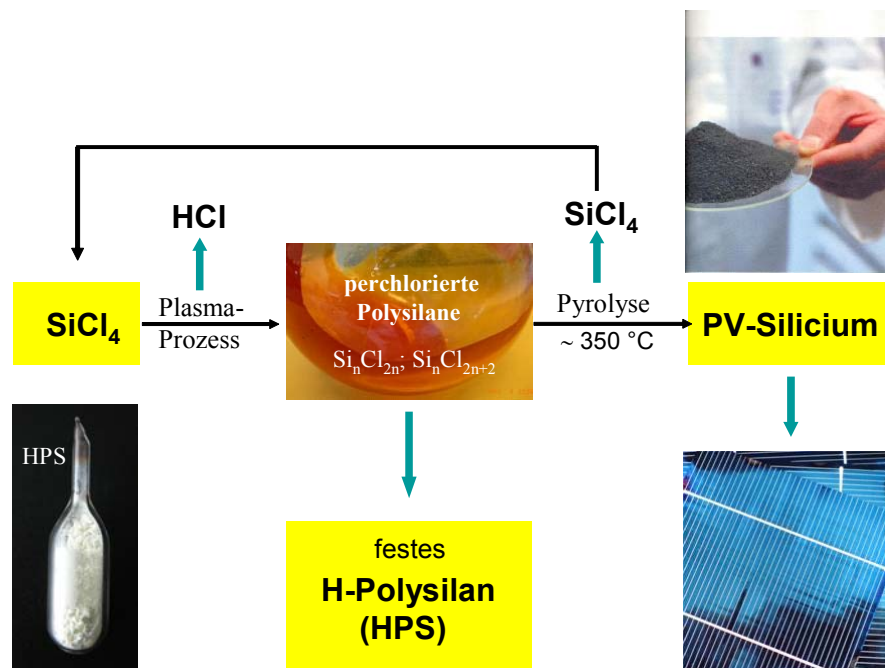 HCl
SiCl₄
SiCl₄
Plasma-
Prozess
perchlorierte
Polysilane
SiₙCl₂ₙ; SiₙCl₂ₙ₊₂
Pyrolyse
~ 350 °C
PV-Silicium
HPS
festes
H-Polysilan
(HPS)